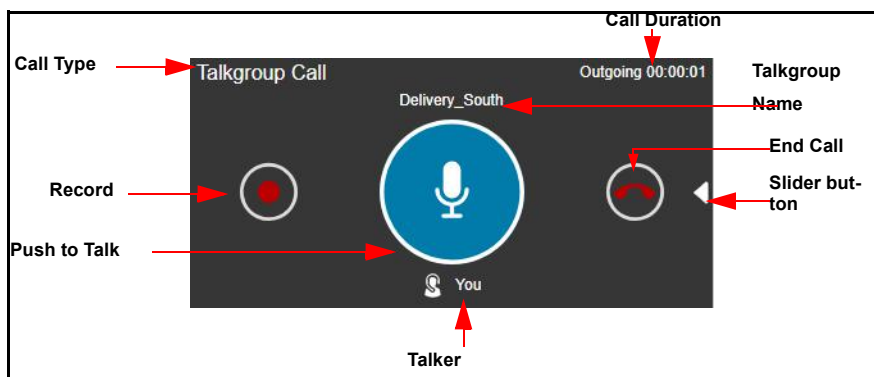 Call Duration
Call Type
Talkgroup Call
Outgoing 00:00:01
Talkgroup
Name
Delivery_South
End Call
Record
Slider but-
ton
Push to Talk
You
Talker